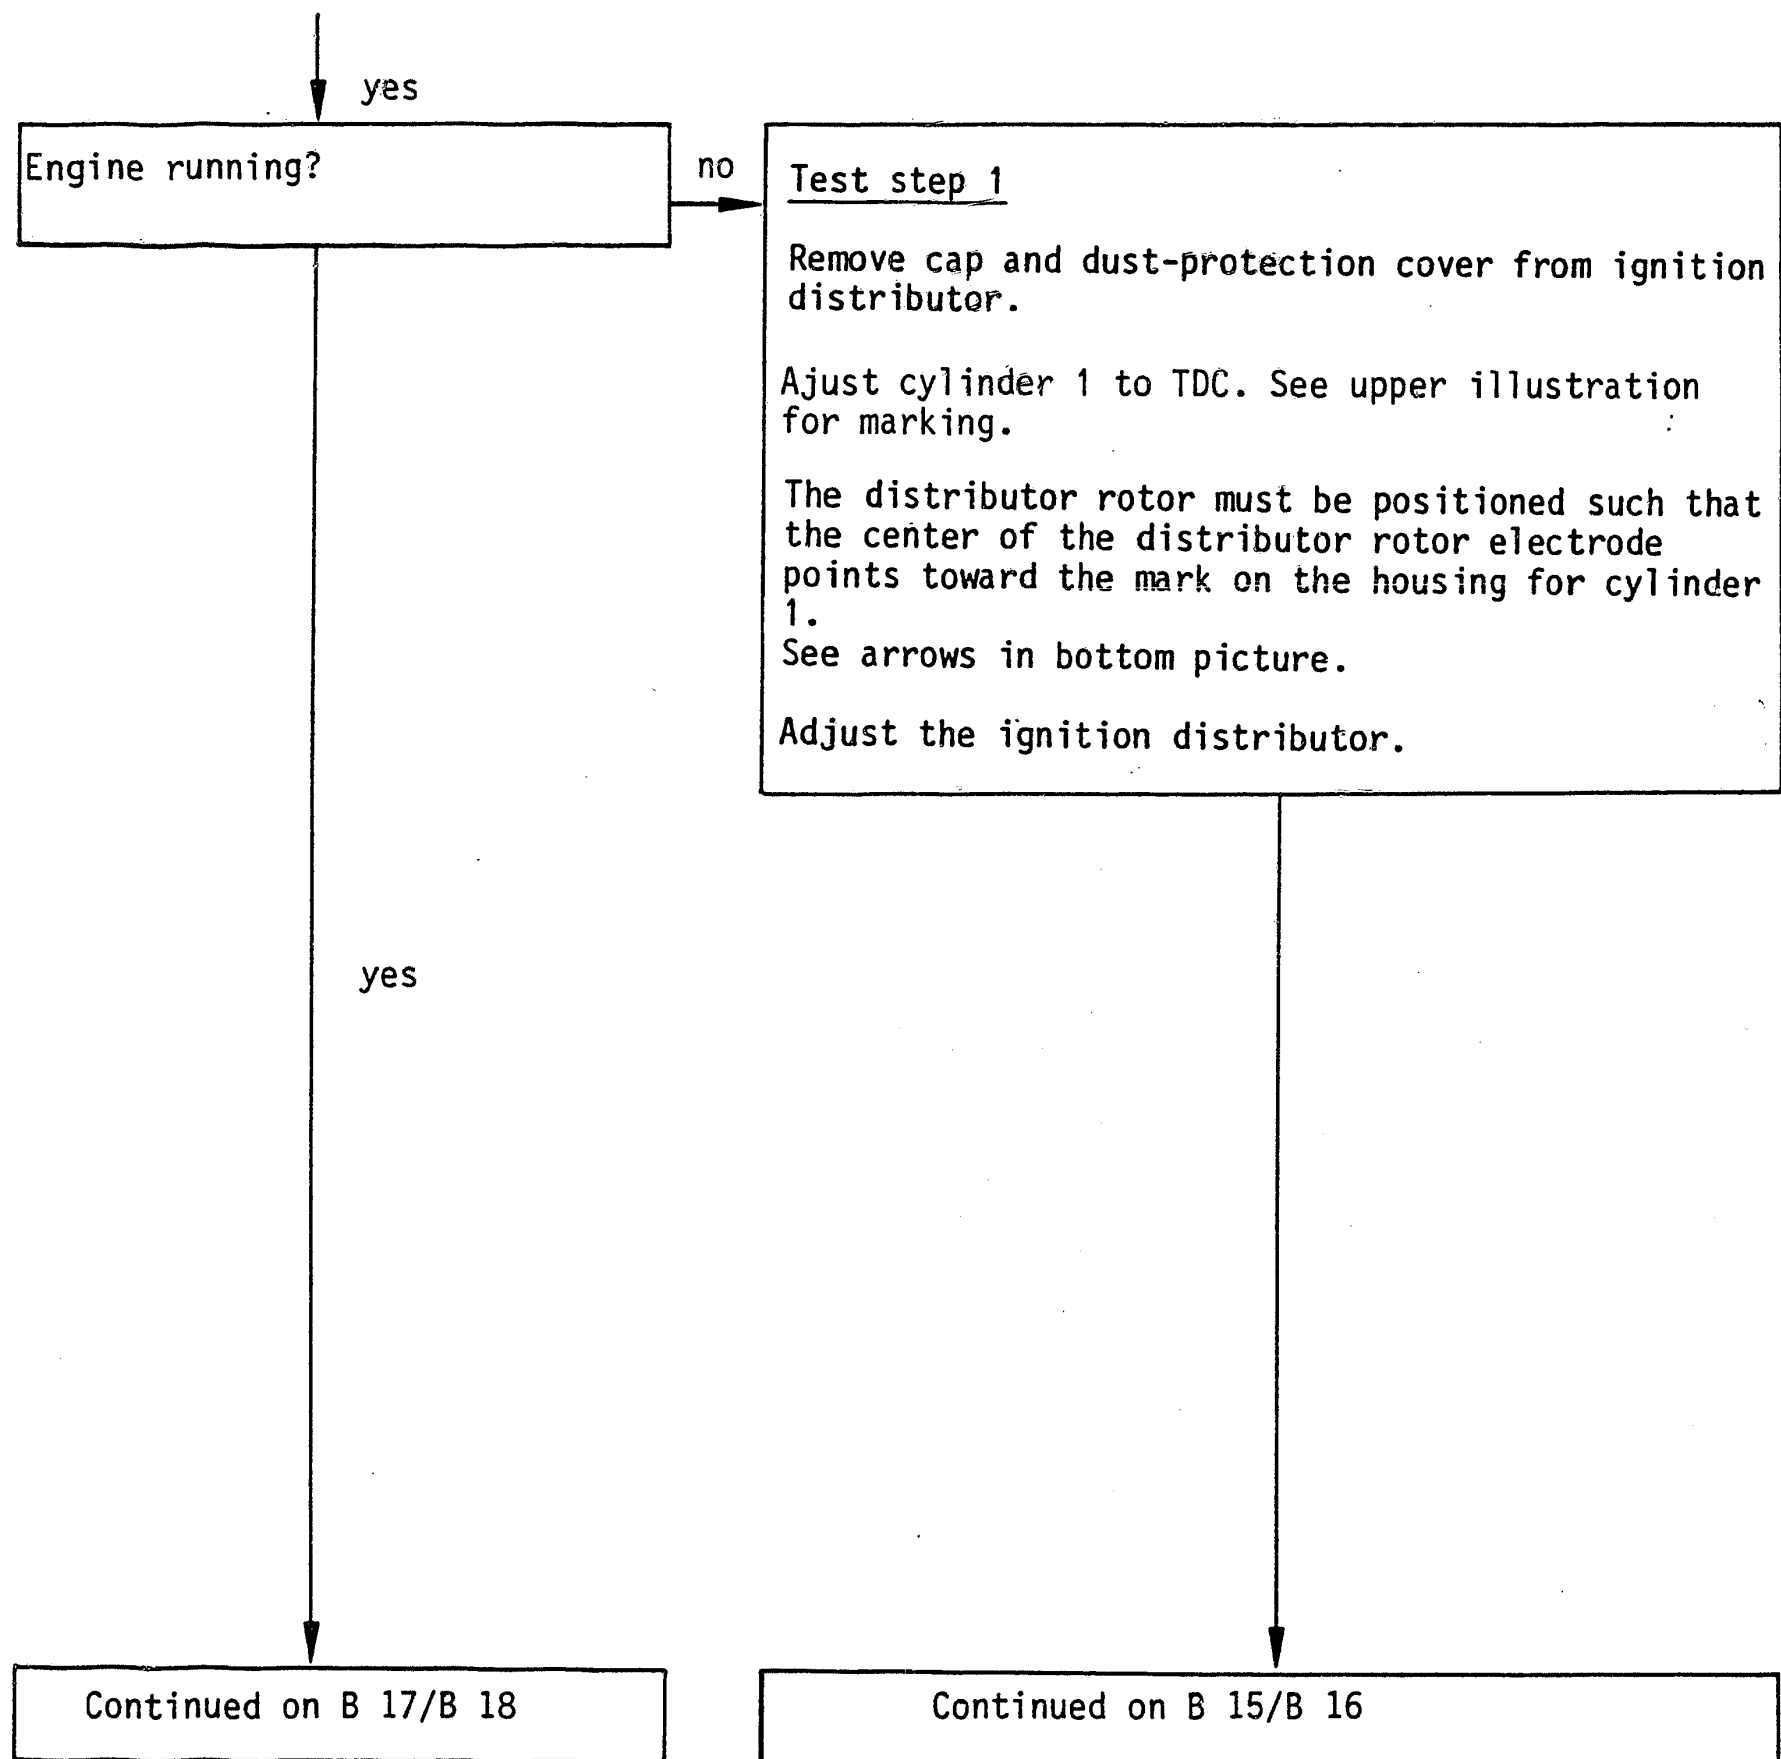 yes
Engine running?
no
Test step 1
Remove cap and dust-protection cover from ignition
distributor.
Ajust cylinder 1 to TDC. See upper illustration
for marking.
The distributor rotor must be positioned such that
the center of the distributor rotor electrode
points toward the mark on the housing for cylinder
1.
See arrows in bottom picture.
Adjust the ignition distributor.
yes
Continued on B 17/B 18
Continued on B 15/B 16